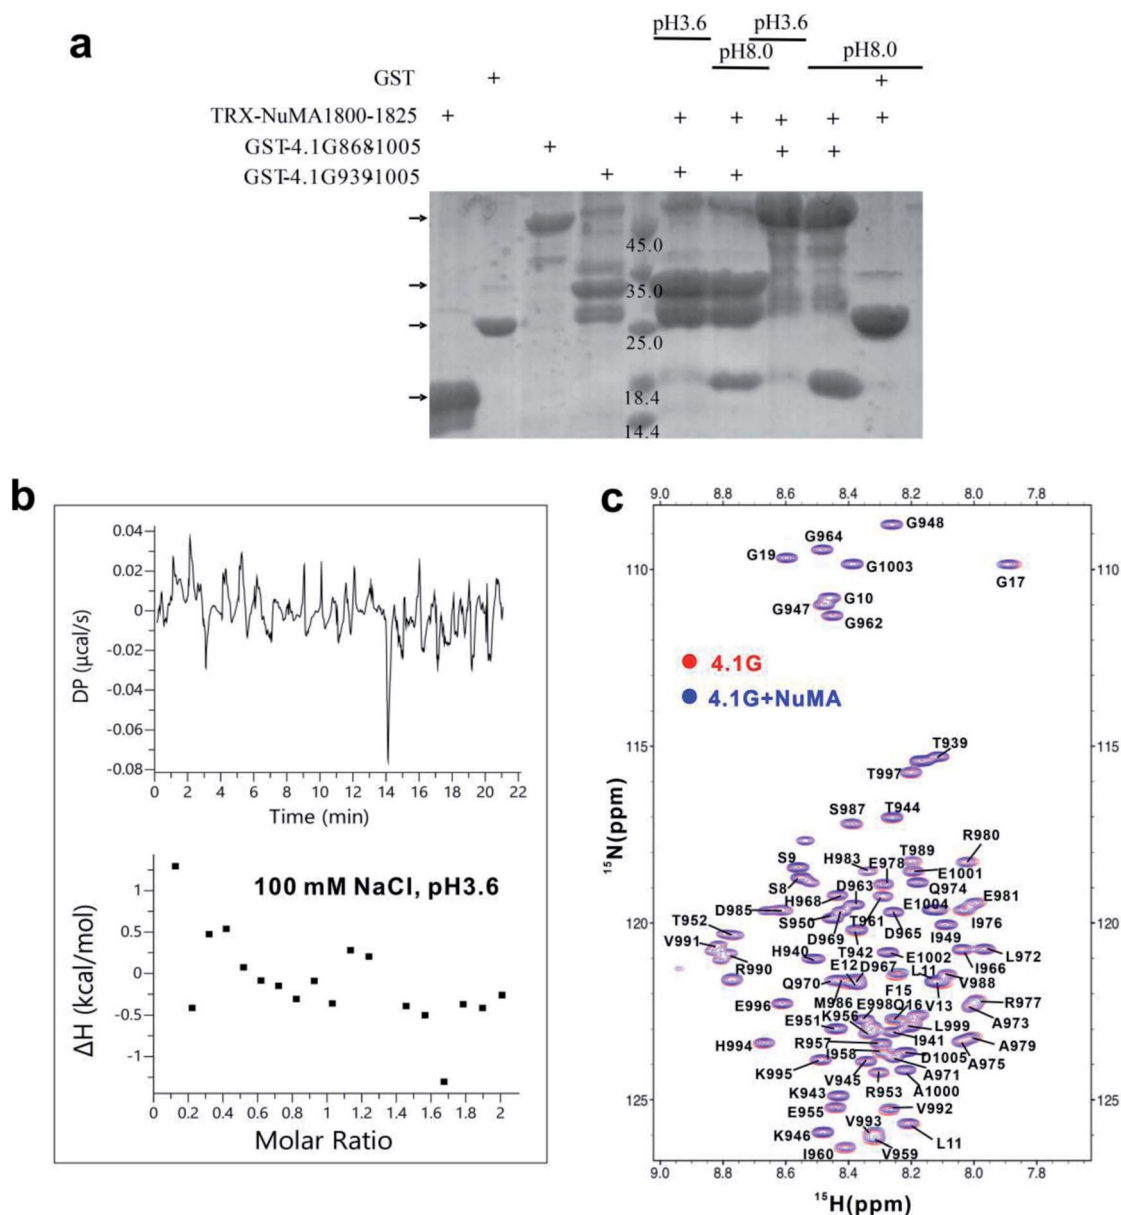 a
pH3.6
pH3.6
pH8.0
pH8.0
GST + +
TRX-NuMA1800-1825 + + + + + +
GST-4.1G868-1005 + + +
GST-4.1G939-1005 + + +
45.0
35.0
25.0
18.4
14.4
b
0.04
0.02
0
-0.02
-0.04
-0.06
-0.08
DP (μcal/s)
0 2 4 6 8 10 12 14 16 18 20 22
Time (min)
100 mM NaCl, pH3.6
1
0.5
0
-0.5
-1
ΔH (kcal/mol)
0 0.2 0.4 0.6 0.8 1 1.2 1.4 1.6 1.8 2
Molar Ratio
c
9.0 8.6 8.4 8.2 8.0 7.8
G948
G964
G19
G1003
110
110
G17
G10
G947
G962
4.1G
4.1G+NuMA
T939
115
115
T997
T944
S987
R980
T989
H983
E978
S9
E1001
S8
D963
Q974
H968
E981
D985
E1004
T961
T952
S950
I976
D965
120
120
D969
I949
V991
T942
H940
E1002
L972
R990
I966
E12
D967
L11
V988
Q970
F15
M986
V13
R977
E996
E998
Q16
K956
L999
A973
E951
I941
A979
R957
H994
D1005
I958
A975
K995
A971
V945
A1000
R953
K943
V992
125
125
E955
V993
K946
L11
I960
V959
9.0 8.8 8.6 8.4 8.2 8.0 7.8
¹⁵N(ppm)
¹⁵H(ppm)